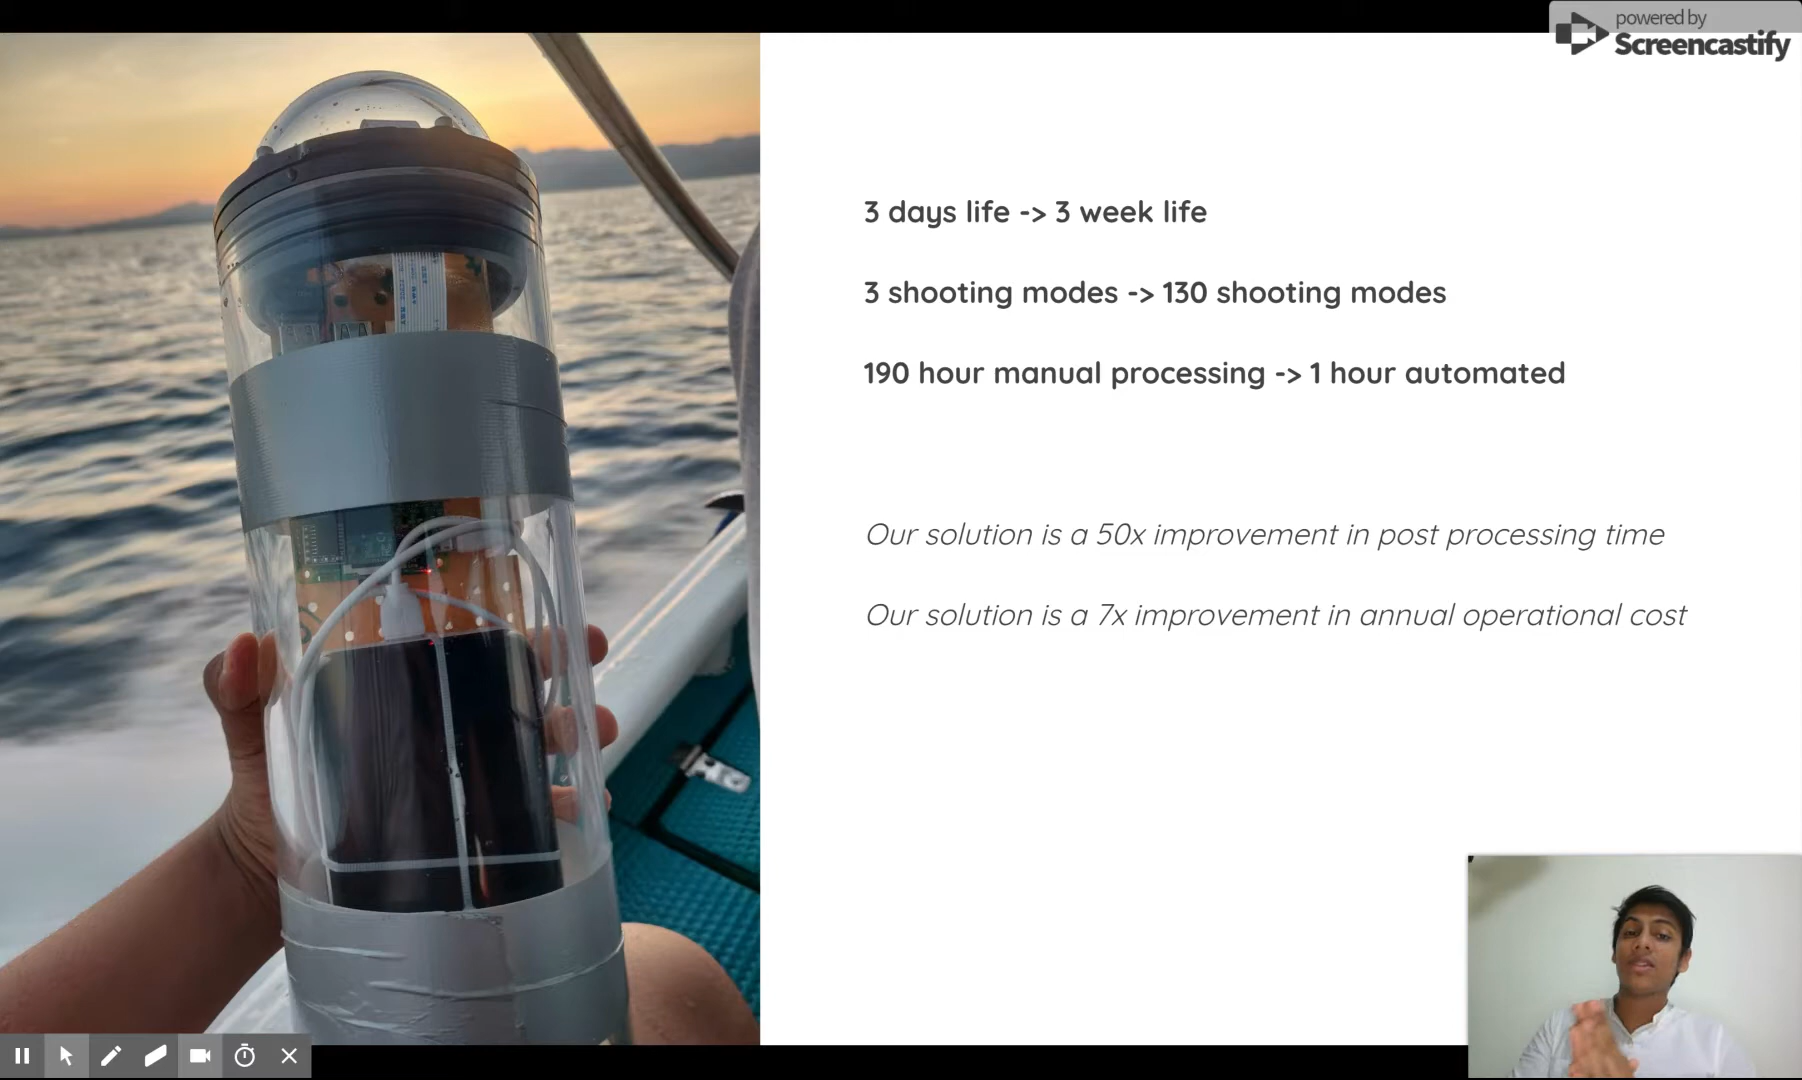 powered by
Screencastify
3 days life -> 3 week life
3 shooting modes -> 130 shooting modes
190 hour manual processing -> 1 hour automated
Our solution is a 50x improvement in post processing time
Our solution is a 7x improvement in annual operational cost